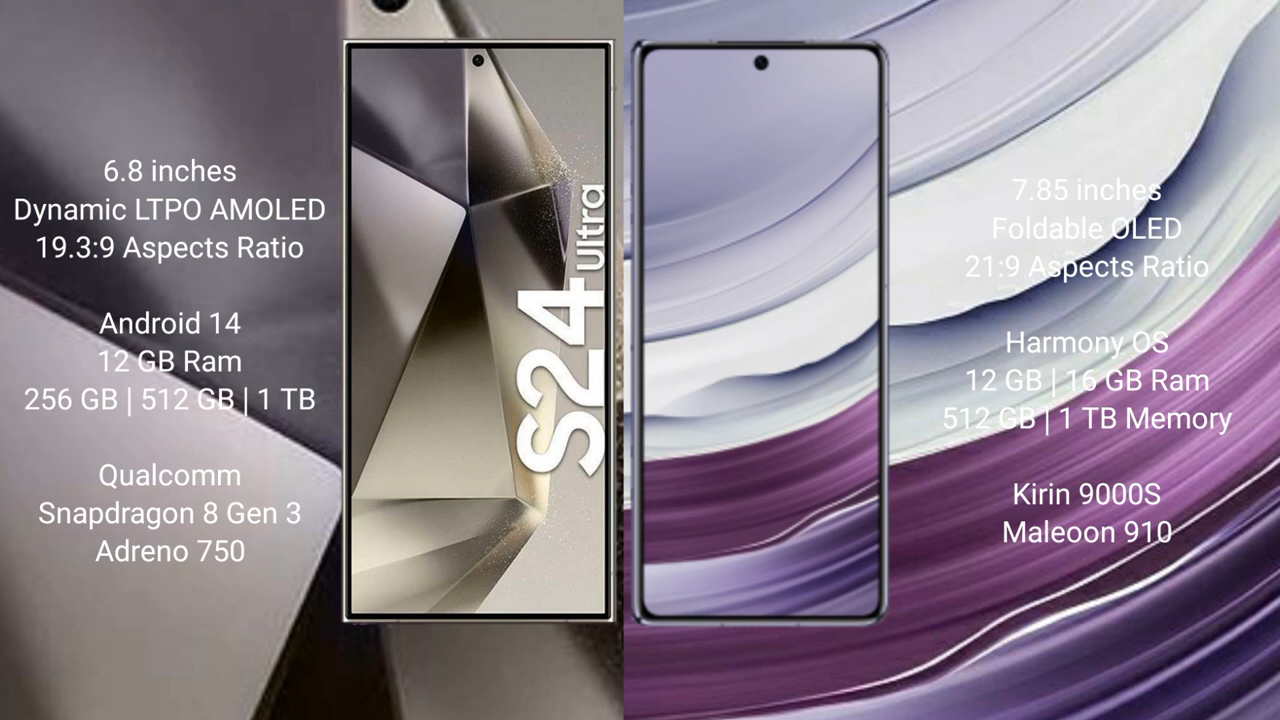 6.8 inches
Dynamic LTPO AMOLED
19.3:9 Aspects Ratio
Android 14
12 GB Ram
256 GB | 512 GB | 1 TB
Qualcomm
Snapdragon 8 Gen 3
Adreno 750
S24 ultra
7.85 inches
Foldable OLED
21:9 Aspects Ratio
Harmony OS
12 GB | 16 GB Ram
512 GB | 1 TB Memory
Kirin 9000S
Maleoon 910